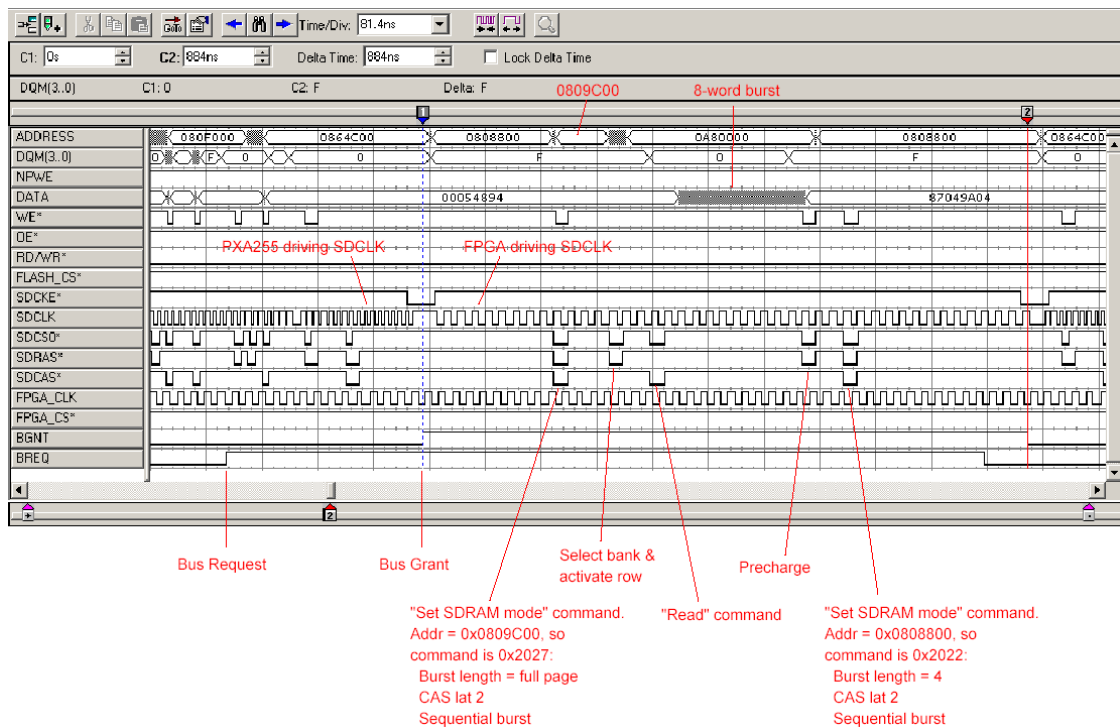 Time/Div: 81.4ns
C1: 0s C2: 884ns Delta Time: 884ns Lock Delta Time
DQM(3..0) C1: 0 C2: F Delta: F 0809C00 8-word burst
1 2
ADDRESS 080F000 0864C00 0808800 0A80000 0808800 0864C00
DQM(3..0) 0 F 0 0 F 0 F 0
NPWE
DATA 00054894 87049A04
WE*
OE*
PXA255 driving SDCLK FPGA driving SDCLK
RD/WR*
FLASH_CS*
SDCKE*
SDCLK
SDCS0*
SDRAS*
SDCAS*
FPGA_CLK
FPGA_CS*
BGNT
BREQ
2
Bus Request
Bus Grant
Select bank &
activate row
Precharge
"Set SDRAM mode" command.
Addr = 0x0809C00, so
command is 0x2027:
Burst length = full page
CAS lat 2
Sequential burst
"Read" command
"Set SDRAM mode" command.
Addr = 0x0808800, so
command is 0x2022:
Burst length = 4
CAS lat 2
Sequential burst